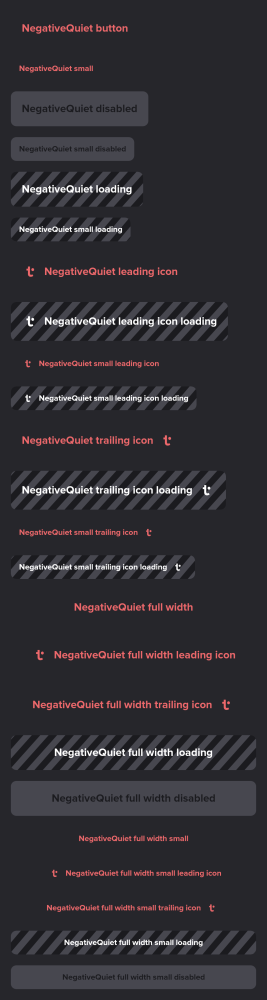 NegativeQuiet button
NegativeQuiet small
NegativeQuiet disabled
NegativeQuiet small disabled
NegativeQuiet loading
NegativeQuiet small loading
NegativeQuiet leading icon
NegativeQuiet leading icon loading
NegativeQuiet small leading icon
NegativeQuiet small leading icon loading
NegativeQuiet trailing icon
NegativeQuiet trailing icon loading
NegativeQuiet small trailing icon
NegativeQuiet small trailing icon loading
NegativeQuiet full width
NegativeQuiet full width leading icon
NegativeQuiet full width trailing icon
NegativeQuiet full width loading
NegativeQuiet full width disabled
NegativeQuiet full width small
NegativeQuiet full width small leading icon
NegativeQuiet full width small trailing icon
NegativeQuiet full width small loading
NegativeQuiet full width small disabled